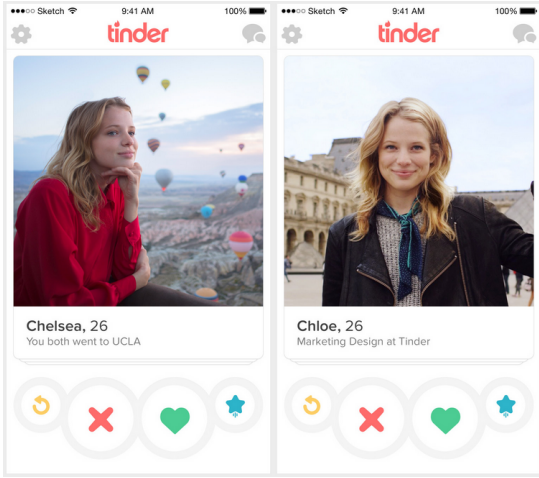 Sketch 9:41 AM 100%
tinder
Chelsea, 26
You both went to UCLA
Sketch 9:41 AM 100%
tinder
Chloe, 26
Marketing Design at Tinder